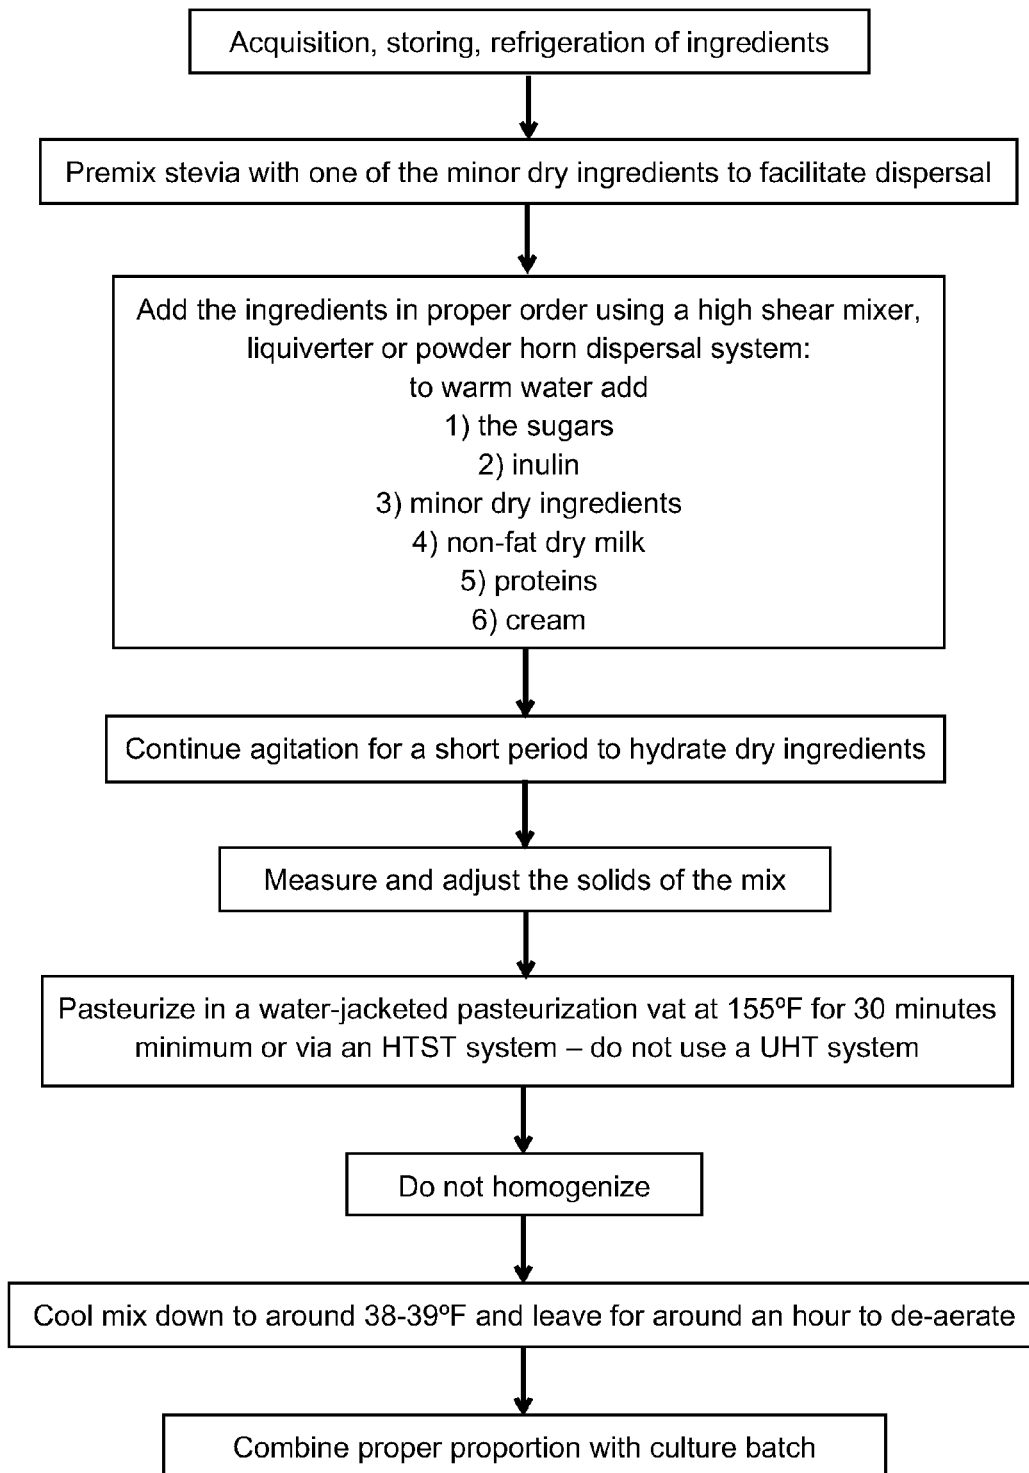 Acquisition, storing, refrigeration of ingredients
Premix stevia with one of the minor dry ingredients to facilitate dispersal
Add the ingredients in proper order using a high shear mixer,
liquiverter or powder horn dispersal system:
to warm water add
1) the sugars
2) inulin
3) minor dry ingredients
4) non-fat dry milk
5) proteins
6) cream
Continue agitation for a short period to hydrate dry ingredients
Measure and adjust the solids of the mix
Pasteurize in a water-jacketed pasteurization vat at 155ºF for 30 minutes
minimum or via an HTST system – do not use a UHT system
Do not homogenize
Cool mix down to around 38-39ºF and leave for around an hour to de-aerate
Combine proper proportion with culture batch